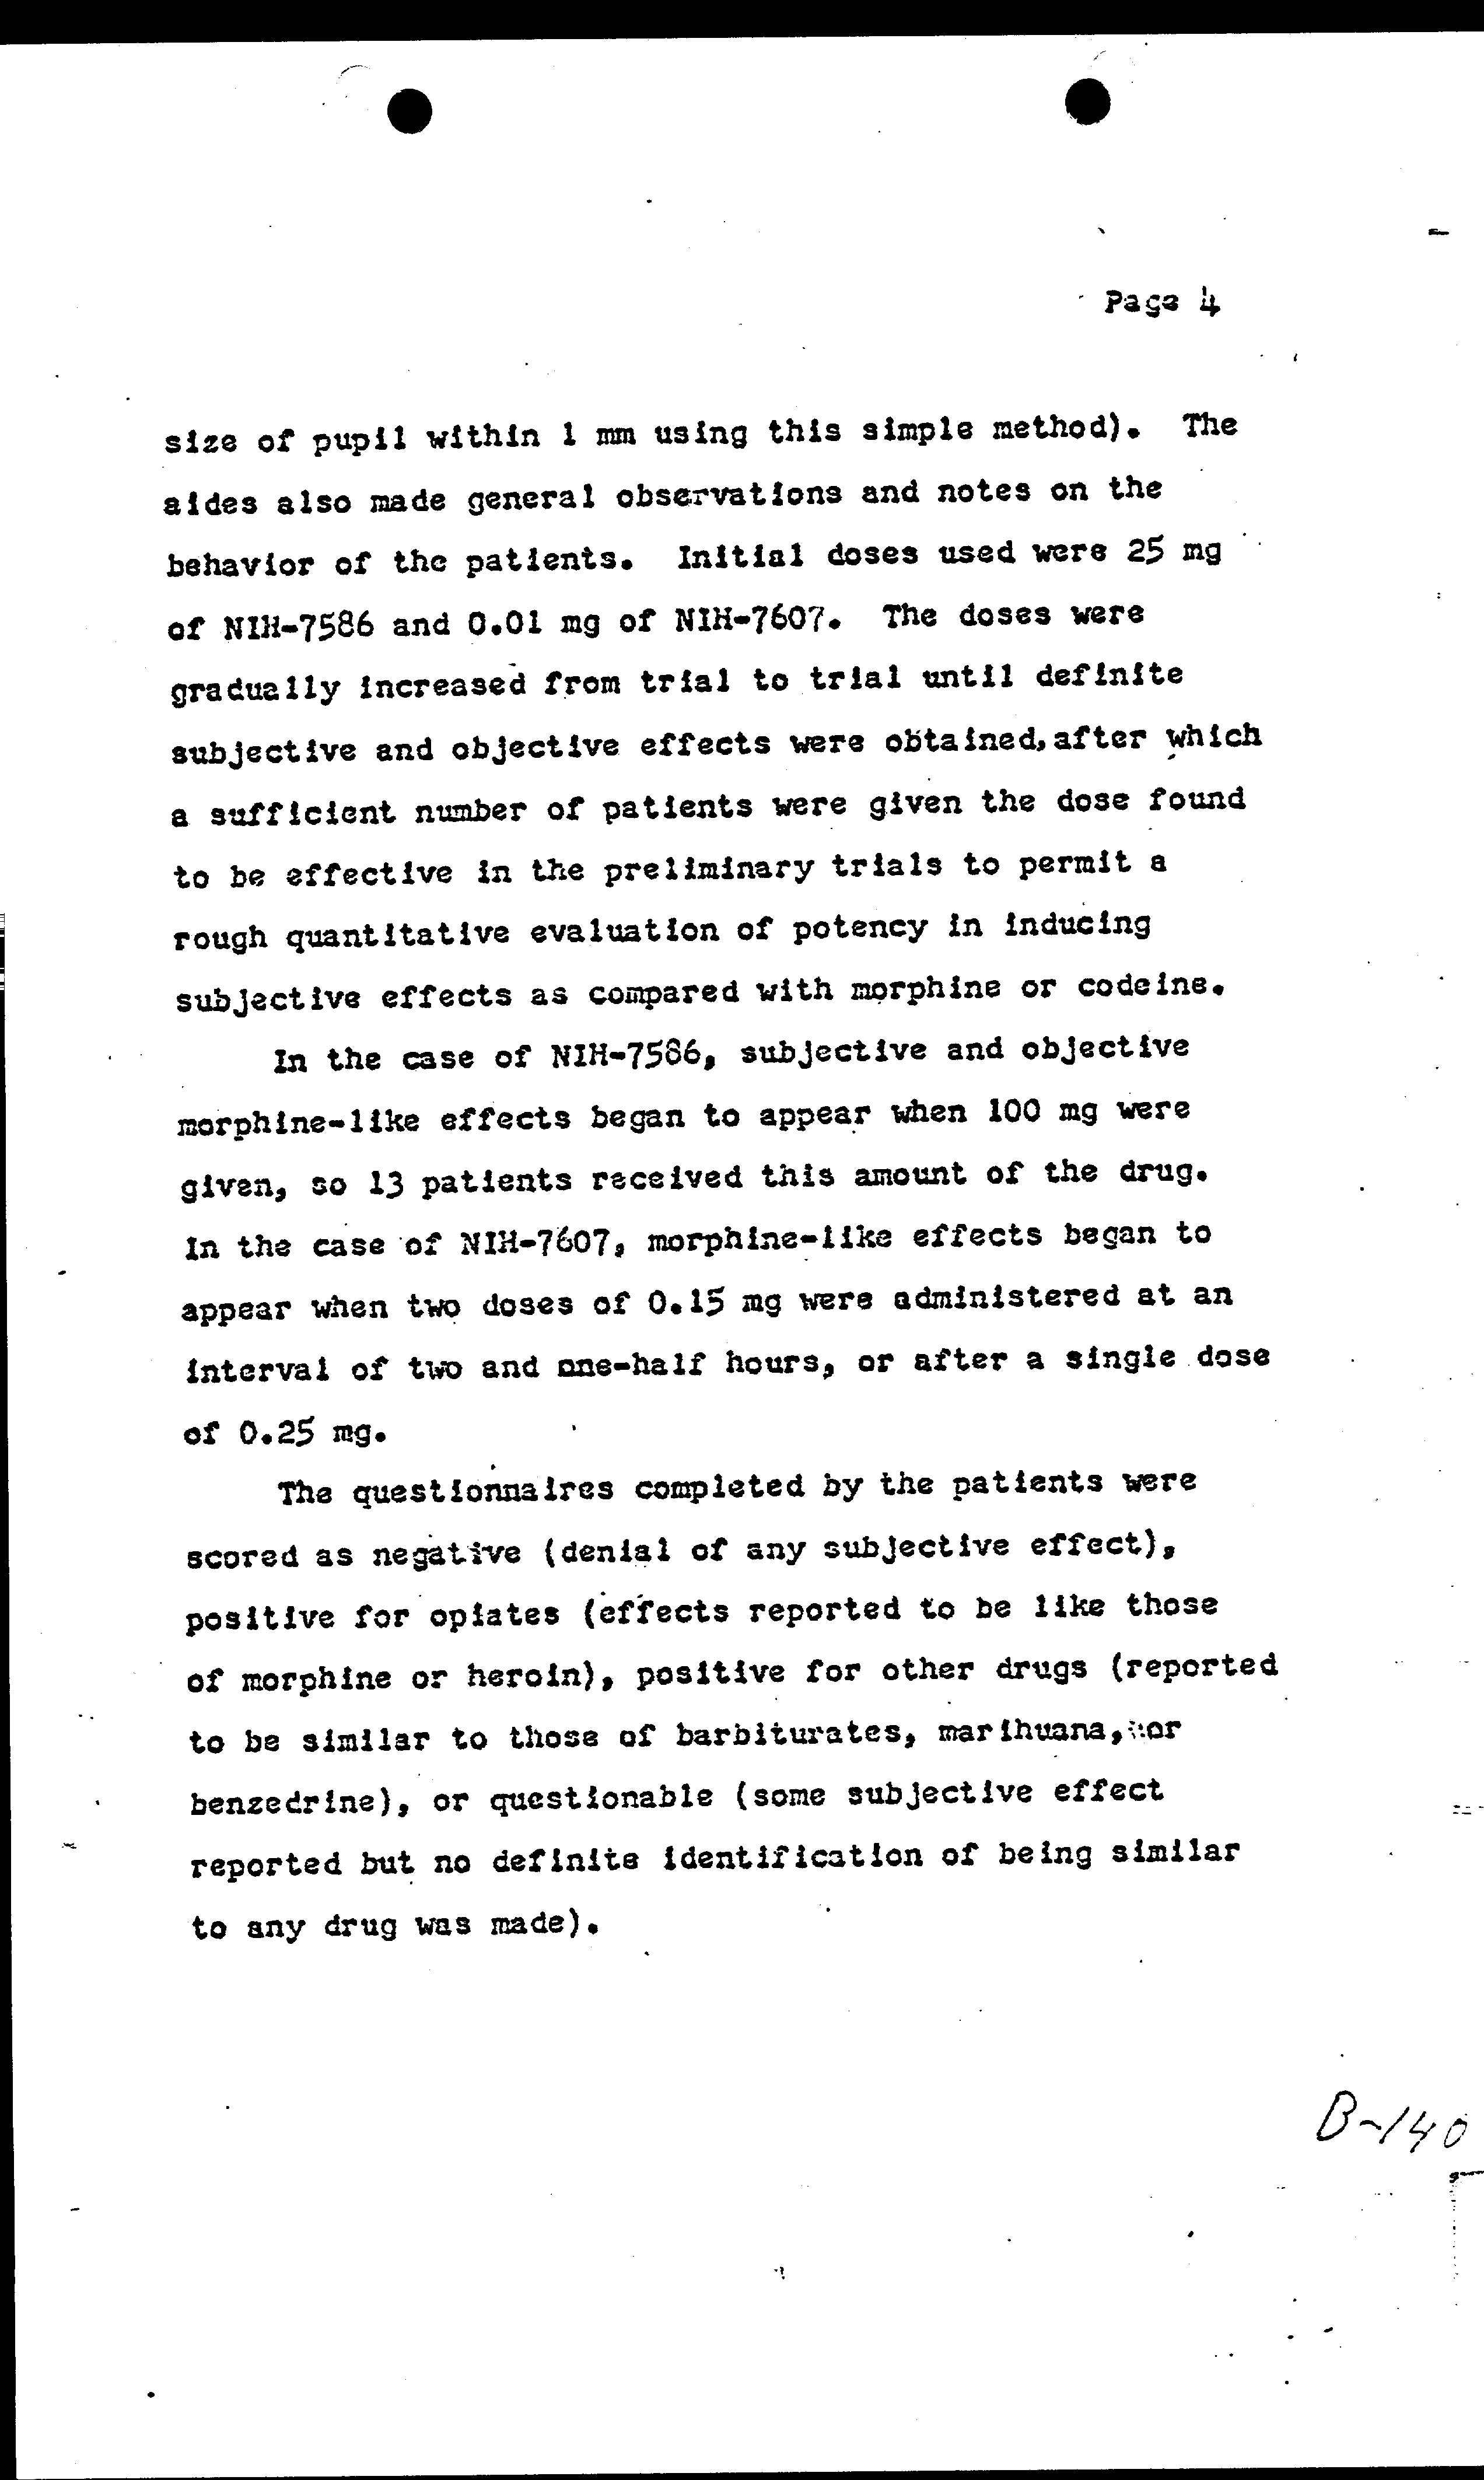 Page 4
size of pupil within 1 mm using this simple method). The
aides also made general observations and notes on the
behavior of the patients. Initial doses used were 25 mg
of NIH-7586 and 0.01 mg of NIH-7607. The doses were
gradually increased from trial to trial until definite
subjective and objective effects were obtained, after which
a sufficient number of patients were given the dose found
to be effective in the preliminary trials to permit a
rough quantitative evaluation of potency in inducing
subjective effects as compared with morphine or codeine.
In the case of NIH-7586, subjective and objective
morphine-like effects began to appear when 100 mg were
given, so 13 patients received this amount of the drug.
In the case of NIH-7607, morphine-like effects began to
appear when two doses of 0.15 mg were administered at an
interval of two and one-half hours, or after a single dose
of 0.25 mg.
The questionnaires completed by the patients were
scored as negative (denial of any subjective effect),
positive for opiates (effects reported to be like those
of morphine or heroin), positive for other drugs (reported
to be similar to those of barbiturates, marihuana, or
benzedrine), or questionable (some subjective effect
reported but no definite identification of being similar
to any drug was made).
B-140